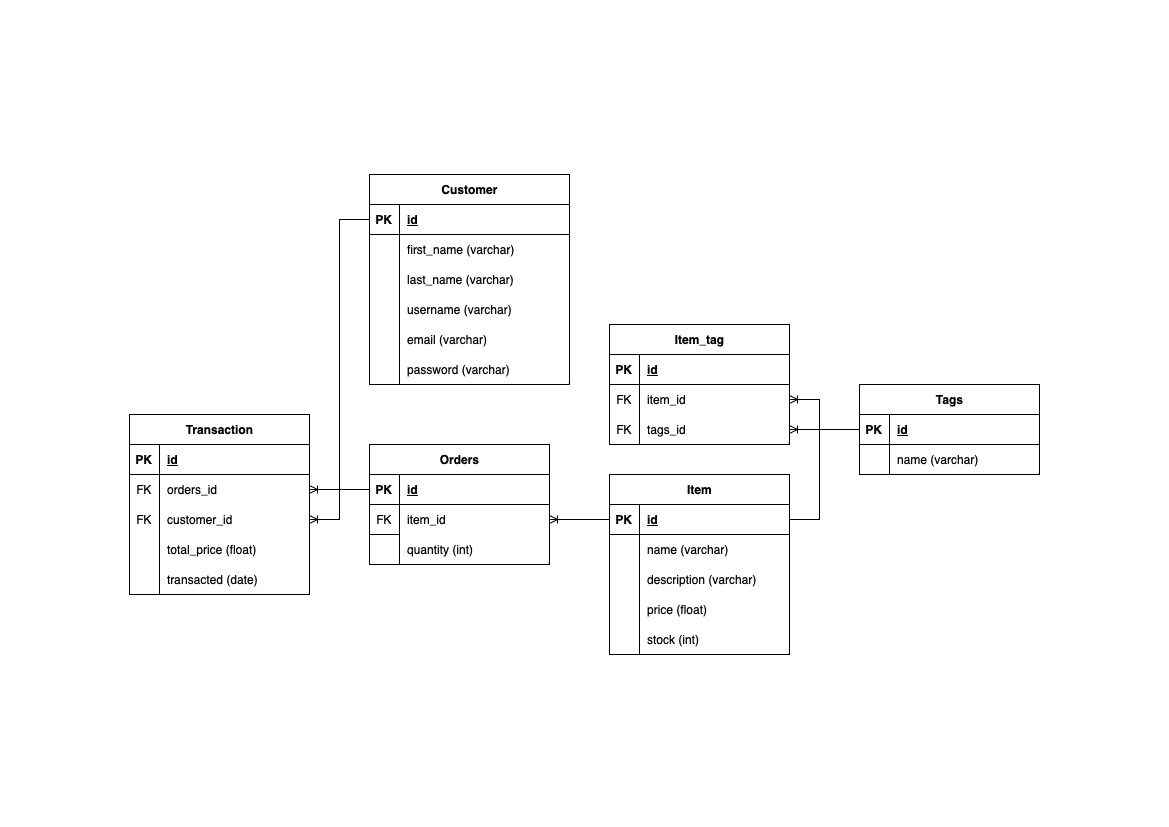 Customer
PK id
first_name (varchar)
last_name (varchar)
username (varchar)
email (varchar)
password (varchar)
Transaction
PK id
FK orders_id
FK customer_id
total_price (float)
transacted (date)
Orders
PK id
FK item_id
quantity (int)
Item_tag
PK id
FK item_id
FK tags_id
Item
PK id
name (varchar)
description (varchar)
price (float)
stock (int)
Tags
PK id
name (varchar)